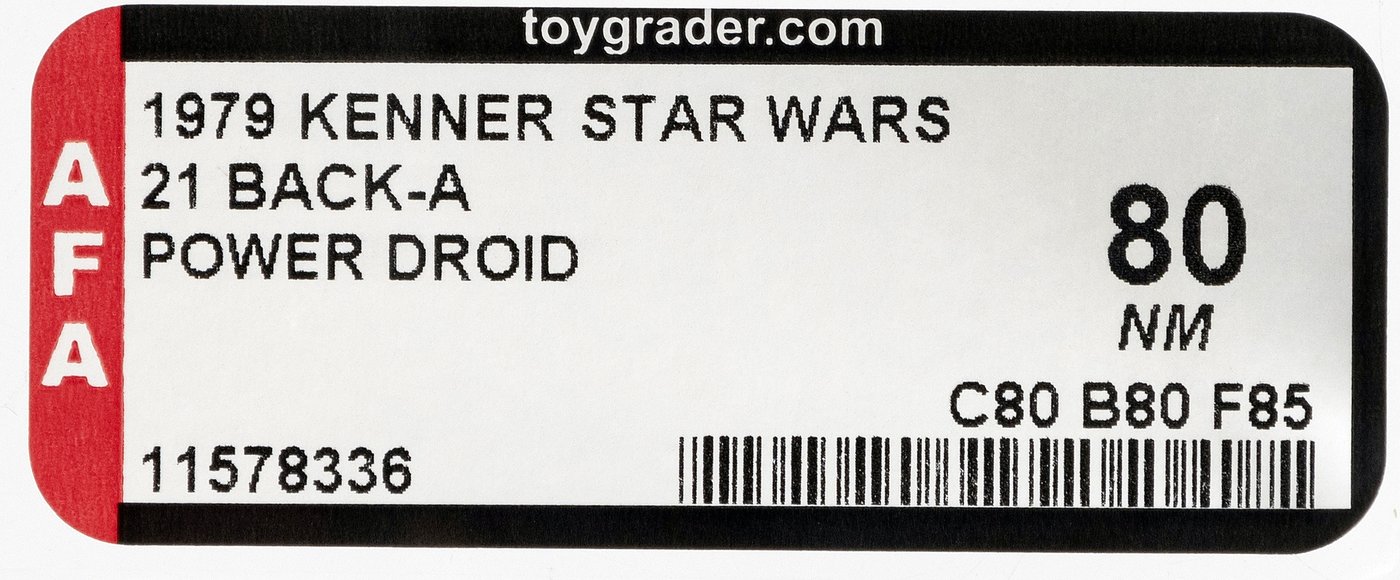 toygrader.com
AFA
1979 KENNER STAR WARS
21 BACK-A
POWER DROID
80
NM
C80 B80 F85
11578336